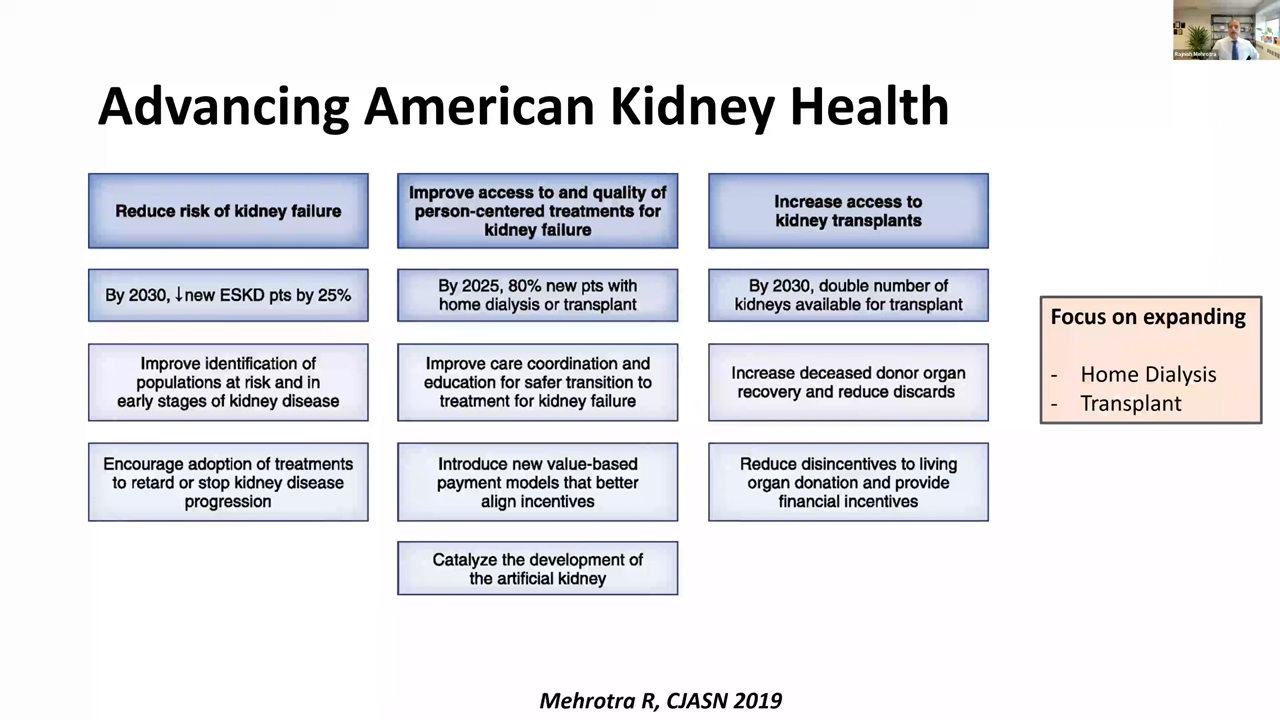 Rajnish Mehrotra
Advancing American Kidney Health
Reduce risk of kidney failure
By 2030, ↓new ESKD pts by 25%
Improve identification of
populations at risk and in
early stages of kidney disease
Encourage adoption of treatments
to retard or stop kidney disease
progression
Improve access to and quality of
person-centered treatments for
kidney failure
By 2025, 80% new pts with
home dialysis or transplant
Improve care coordination and
education for safer transition to
treatment for kidney failure
Introduce new value-based
payment models that better
align incentives
Catalyze the development of
the artificial kidney
Increase access to
kidney transplants
By 2030, double number of
kidneys available for transplant
Increase deceased donor organ
recovery and reduce discards
Reduce disincentives to living
organ donation and provide
financial incentives
Focus on expanding
- Home Dialysis
- Transplant
Mehrotra R, CJASN 2019